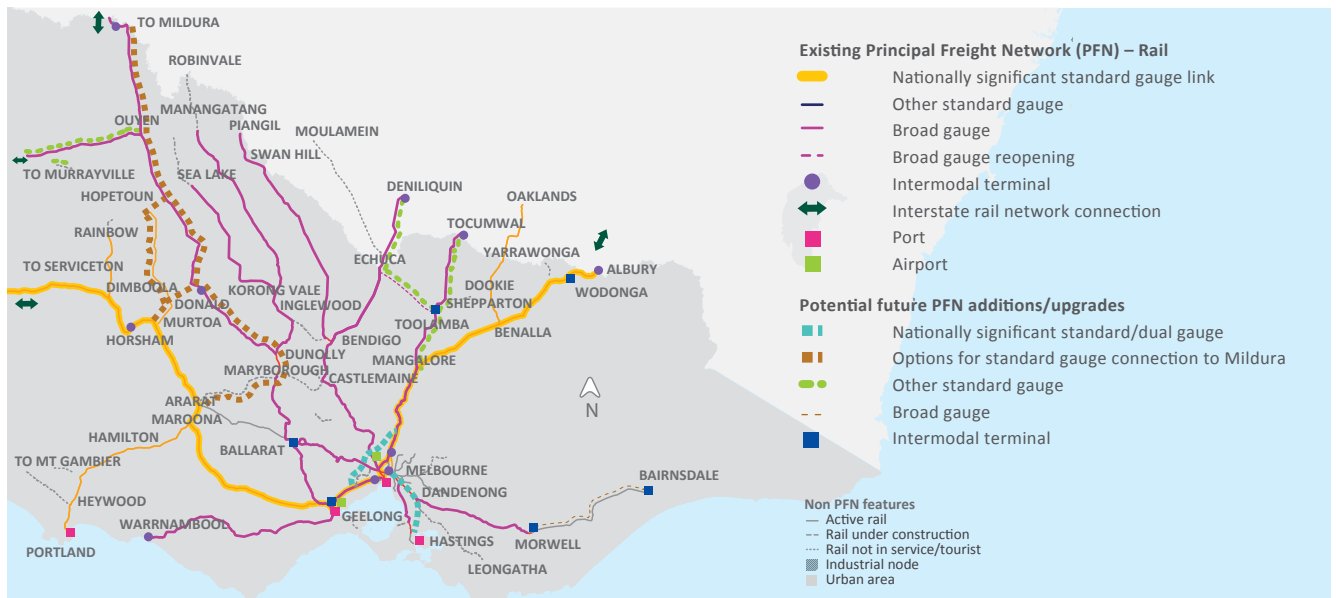 TO MILDURA
ROBINVALE
MANANGATANG
PIANGIL
OUYEN
MOULAMEIN
SWAN HILL
TO MURRAYVILLE
SEA LAKE
HOPETOUN
DENILIQUIN
OAKLANDS
TOCUMWAL
RAINBOW
YARRAWONGA
ECHUCA
TO SERVICETON
ALBURY
DIMBOOLA
KORONG VALE
DOOKIE
WODONGA
DONALD
INGLEWOOD
SHEPPARTON
MURTOA
TOOLAMBA
BENALLA
HORSHAM
BENDIGO
DUNOLLY
MANGALORE
MARYBOROUGH
CASTLEMAINE
ARARAT
N
MAROONA
HAMILTON
BALLARAT
TO MT GAMBIER
MELBOURNE
BAIRNSDALE
DANDENONG
HEYWOOD
GEELONG
WARRNAMBOOL
HASTINGS
MORWELL
PORTLAND
LEONGATHA
Existing Principal Freight Network (PFN) – Rail
Nationally significant standard gauge link
Other standard gauge
Broad gauge
Broad gauge reopening
Intermodal terminal
Interstate rail network connection
Port
Airport
Potential future PFN additions/upgrades
Nationally significant standard/dual gauge
Options for standard gauge connection to Mildura
Other standard gauge
Broad gauge
Intermodal terminal
Non PFN features
Active rail
Rail under construction
Rail not in service/tourist
Industrial node
Urban area